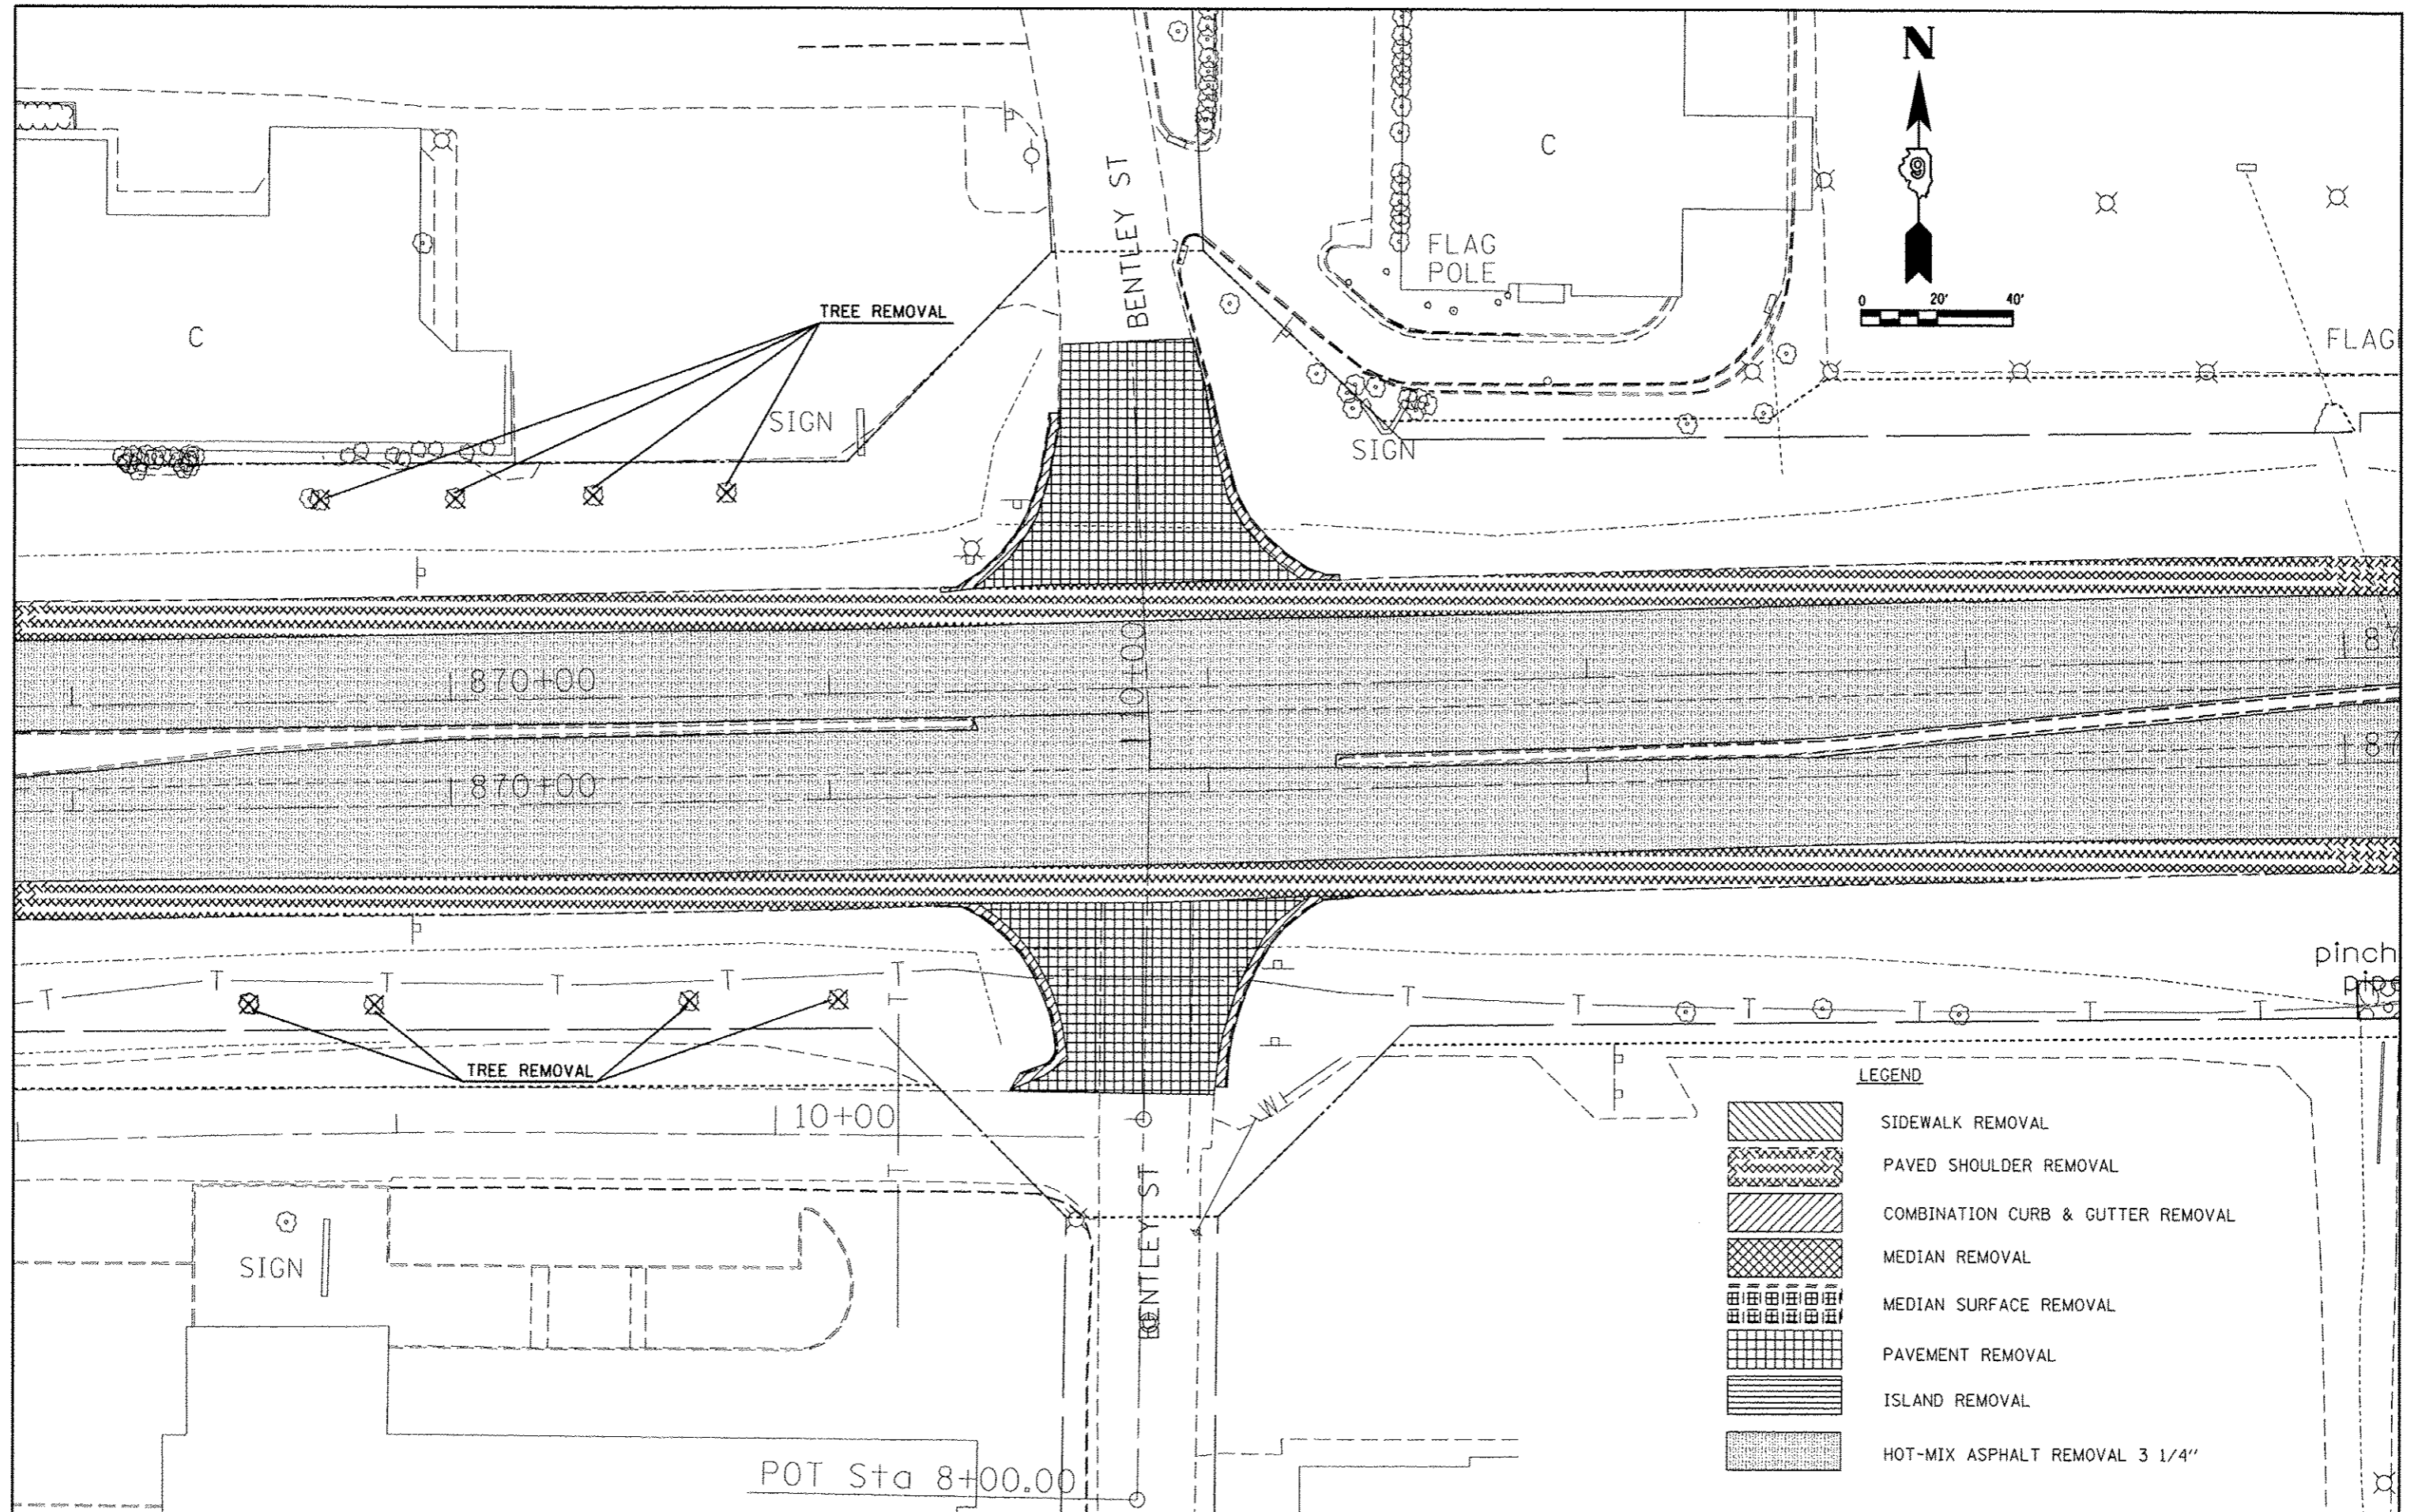 N
BENTLEY ST
C
FLAG
POLE
0 20' 40'
TREE REMOVAL
C
FLAG
SIGN
SIGN
10+00
870+00
87
870+00
87
pinch
T T T T T T
T T T T T T
TREE REMOVAL
10+00
W
LEGEND
SIDEWALK REMOVAL
PAVED SHOULDER REMOVAL
COMBINATION CURB & GUTTER REMOVAL
MEDIAN REMOVAL
MEDIAN SURFACE REMOVAL
PAVEMENT REMOVAL
ISLAND REMOVAL
HOT-MIX ASPHALT REMOVAL 3 1/4"
BENTLEY ST
SIGN
POT Sta 8+00.00